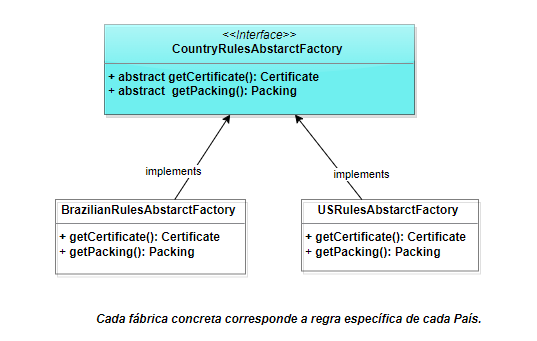 <<Interface>>
CountryRulesAbstarctFactory
+ abstract getCertificate(): Certificate
+ abstract getPacking(): Packing
implements
implements
BrazilianRulesAbstarctFactory
+ getCertificate(): Certificate
+ getPacking(): Packing
USRulesAbstarctFactory
+ getCertificate(): Certificate
+ getPacking(): Packing
Cada fábrica concreta corresponde a regra específica de cada País.